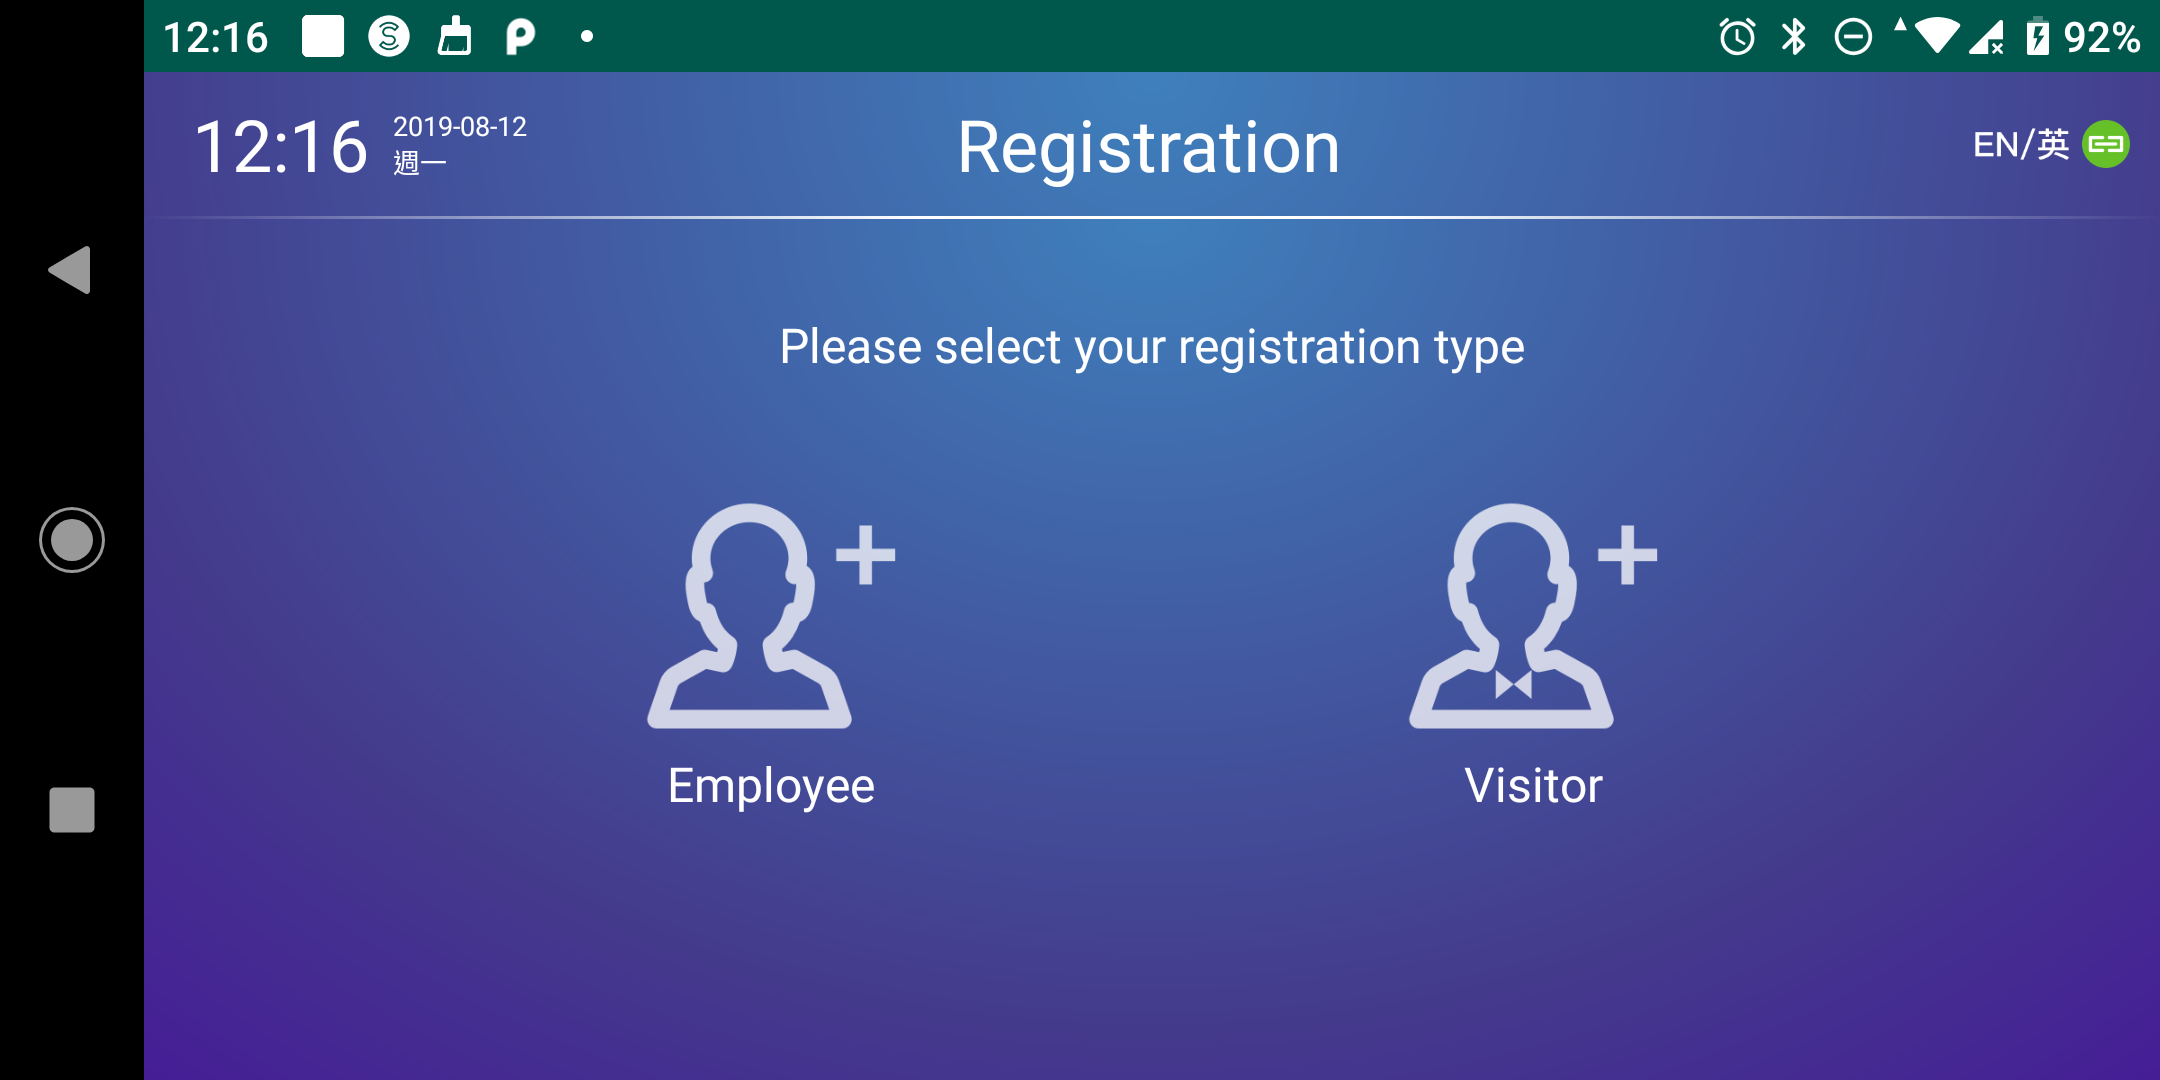 12:16
92%
12:16
2019-08-12
週一
Registration
EN/英
Please select your registration type
Employee
Visitor